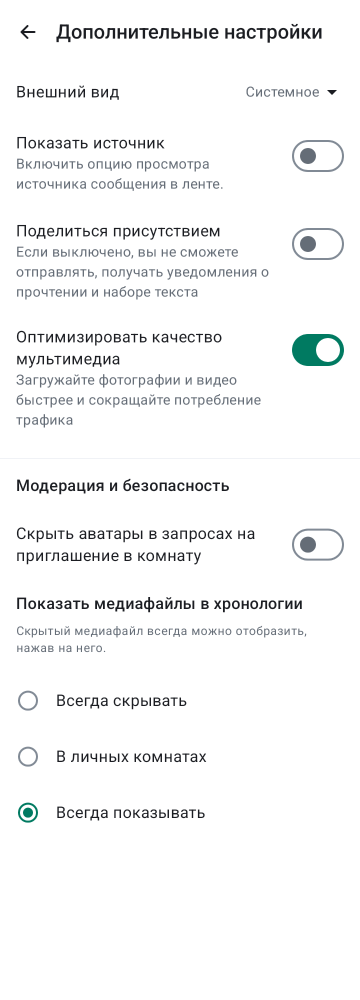 Дополнительные настройки
Внешний вид
Системное
Показать источник
Включить опцию просмотра
источника сообщения в ленте.
Поделиться присутствием
Если выключено, вы не сможете
отправлять, получать уведомления о
прочтении и наборе текста
Оптимизировать качество
мультимедиа
Загружайте фотографии и видео
быстрее и сокращайте потребление
трафика
Модерация и безопасность
Скрыть аватары в запросах на
приглашение в комнату
Показать медиафайлы в хронологии
Скрытый медиафайл всегда можно отобразить,
нажав на него.
Всегда скрывать
В личных комнатах
Всегда показывать